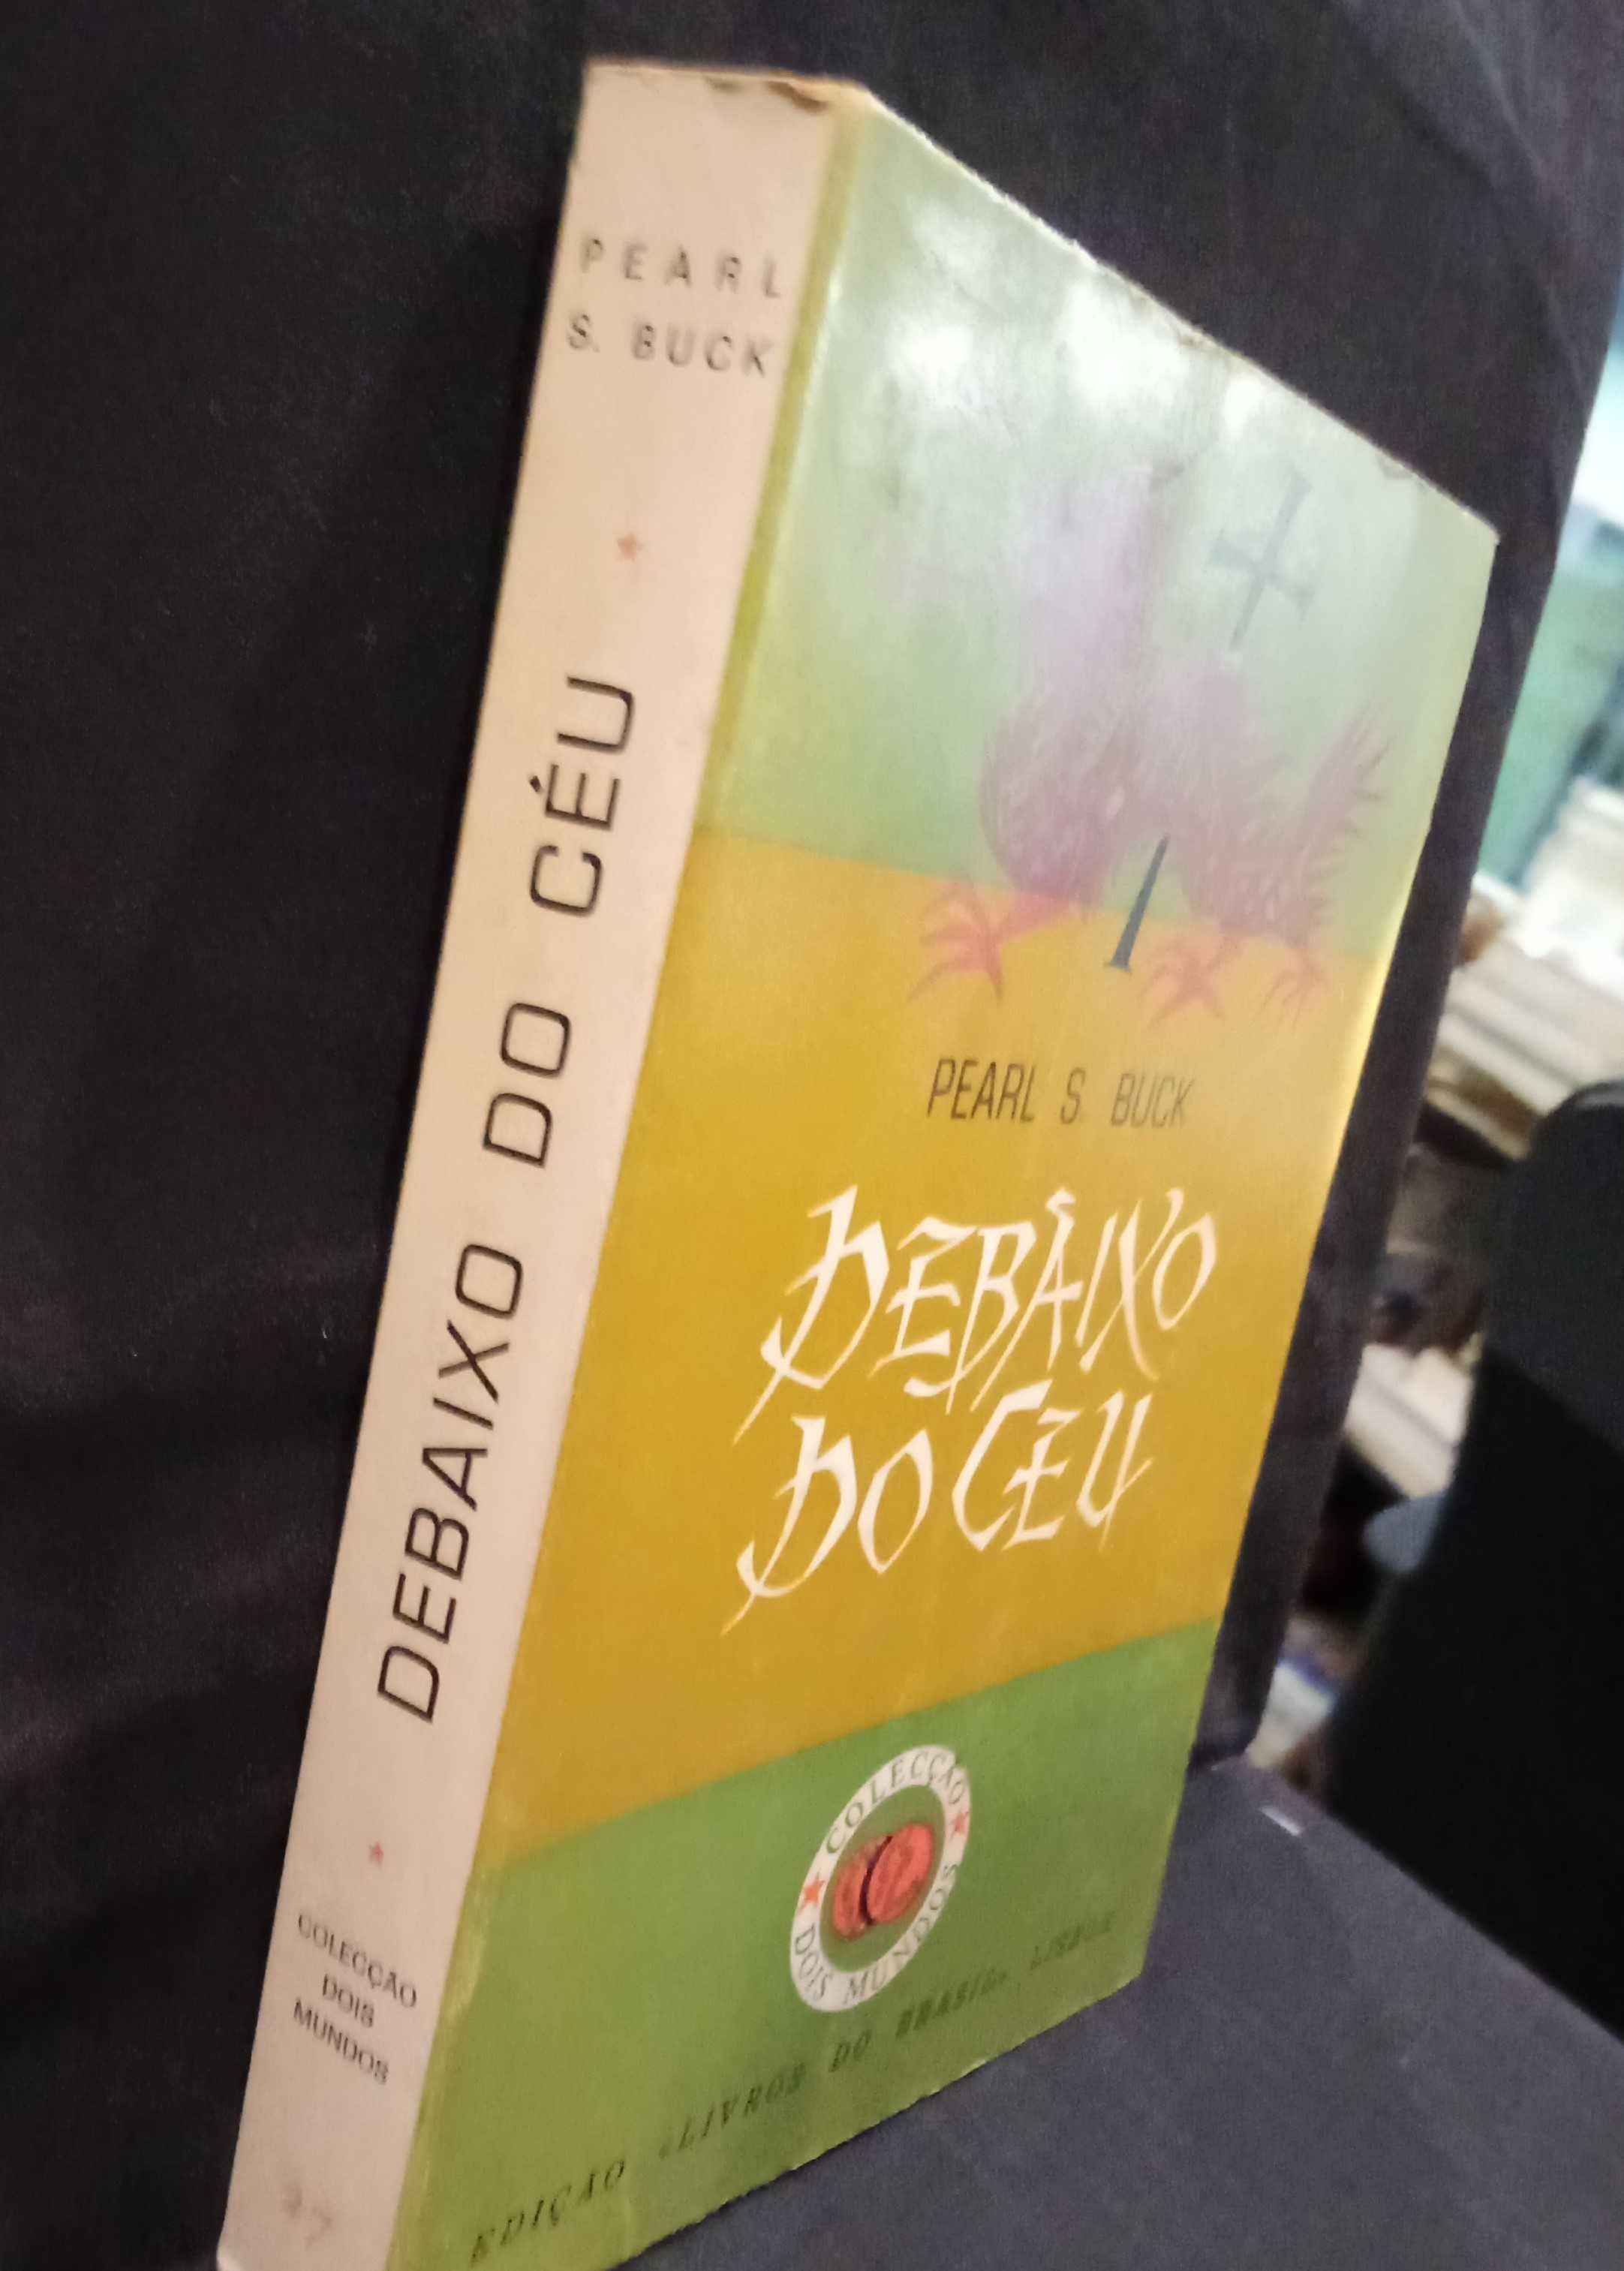 PEARL
S. BUCK
DEBAIXO DO CÉU
COLECÇÃO
DOIS
MUNDOS
PEARL S. BUCK
DEBAIXO
DO CÉU
COLECÇÃO
DOIS MUNDOS
EDIÇÃO «LIVROS DO BRASIL» LISBOA